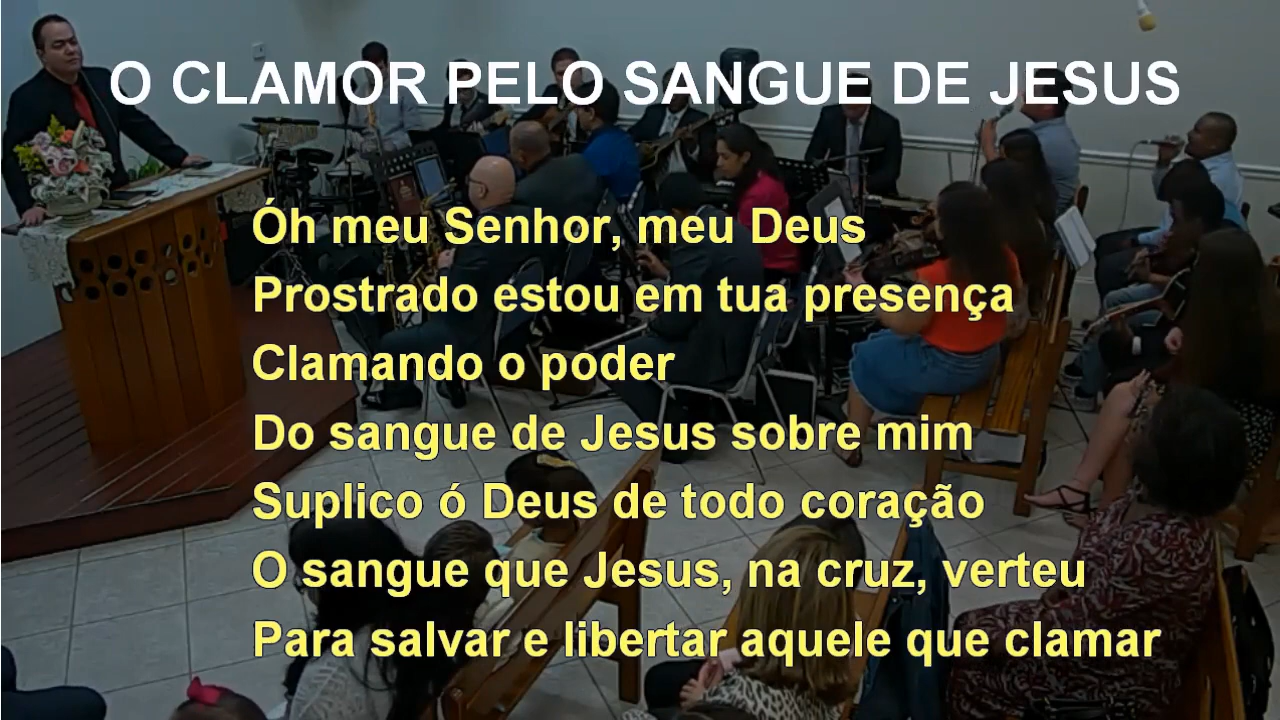 O CLAMOR PELO SANGUE DE JESUS
Óh meu Senhor, meu Deus
Prostrado estou em tua presença
Clamando o poder
Do sangue de Jesus sobre mim
Suplico ó Deus de todo coração
O sangue que Jesus, na cruz, verteu
Para salvar e libertar aquele que clamar